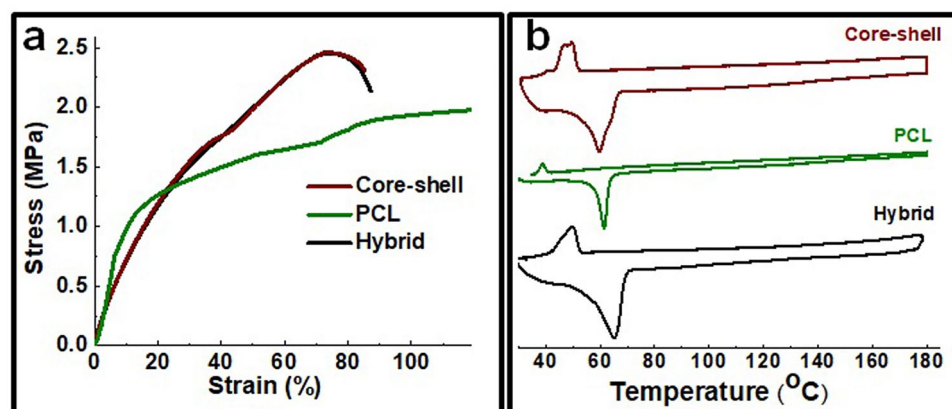 a
2.5
2.0
1.5
1.0
0.5
0.0
Stress (MPa)
Core-shell
PCL
Hybrid
0 20 40 60 80 100
Strain (%)
b
Core-shell
PCL
Hybrid
40 60 80 100 120 140 160 180
Temperature (°C)